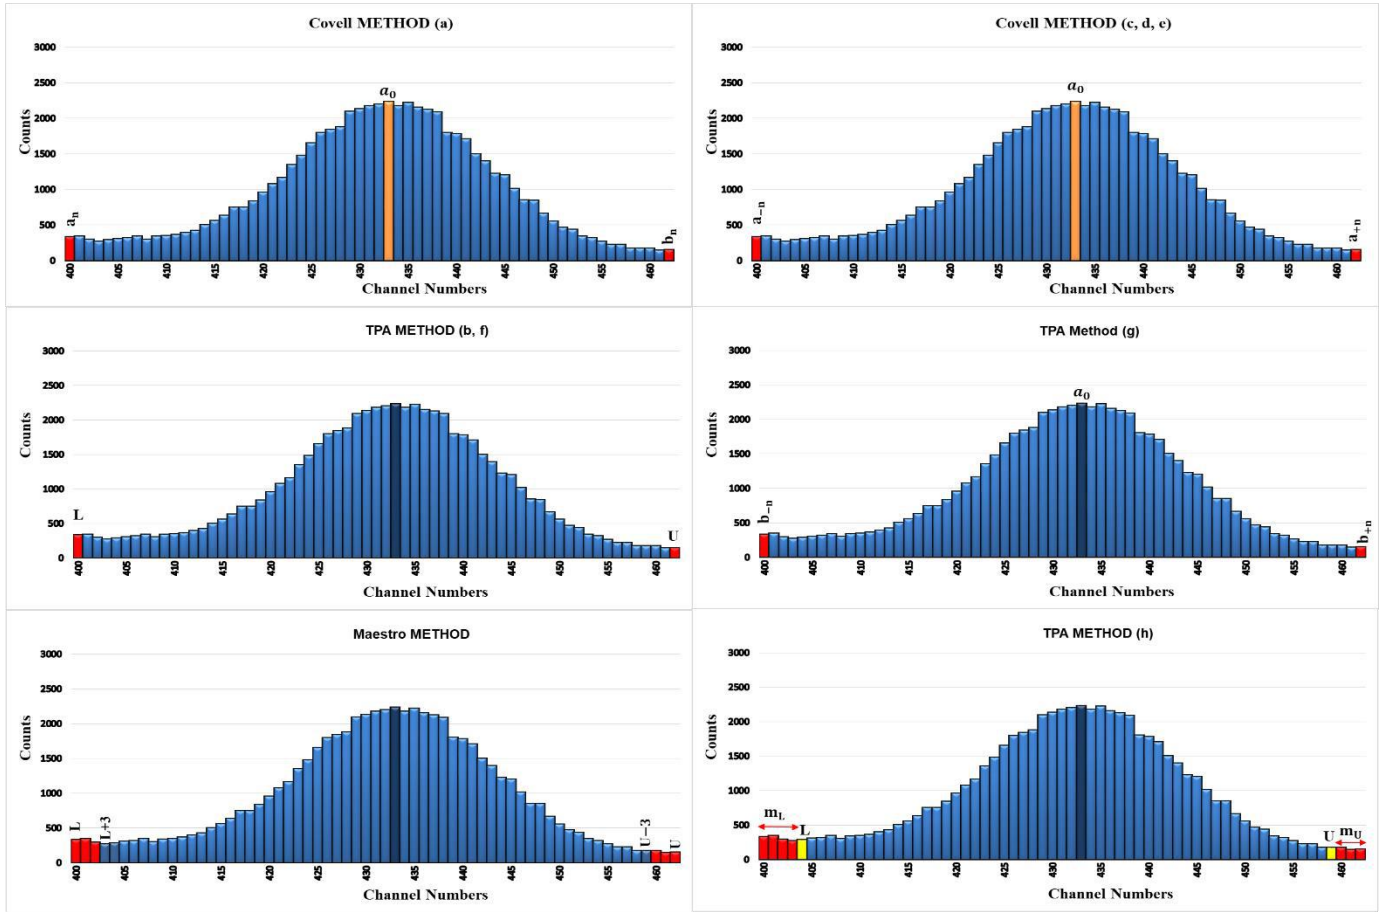 Covell METHOD (a)
3000
2500
2000
1500
1000
500
0
Counts
a₀
aₙ
bₙ
400 405 410 415 420 425 430 435 440 445 450 455 460
Channel Numbers
Covell METHOD (c, d, e)
3000
2500
2000
1500
1000
500
0
Counts
a₀
a₋ₙ
a₊ₙ
400 405 410 415 420 425 430 435 440 445 450 455 460
Channel Numbers
TPA METHOD (b, f)
3000
2500
2000
1500
1000
500
0
Counts
L
U
400 405 410 415 420 425 430 435 440 445 450 455 460
Channel Numbers
TPA Method (g)
3000
2500
2000
1500
1000
500
0
Counts
a₀
b₋ₙ
b₊ₙ
400 405 410 415 420 425 430 435 440 445 450 455 460
Channel Numbers
Maestro METHOD
3000
2500
2000
1500
1000
500
0
Counts
L
L+3
U−3
U
400 405 410 415 420 425 430 435 440 445 450 455 460
Channel Numbers
TPA METHOD (h)
3000
2500
2000
1500
1000
500
0
Counts
m_L
L
U
m_U
400 405 410 415 420 425 430 435 440 445 450 455 460
Channel Numbers